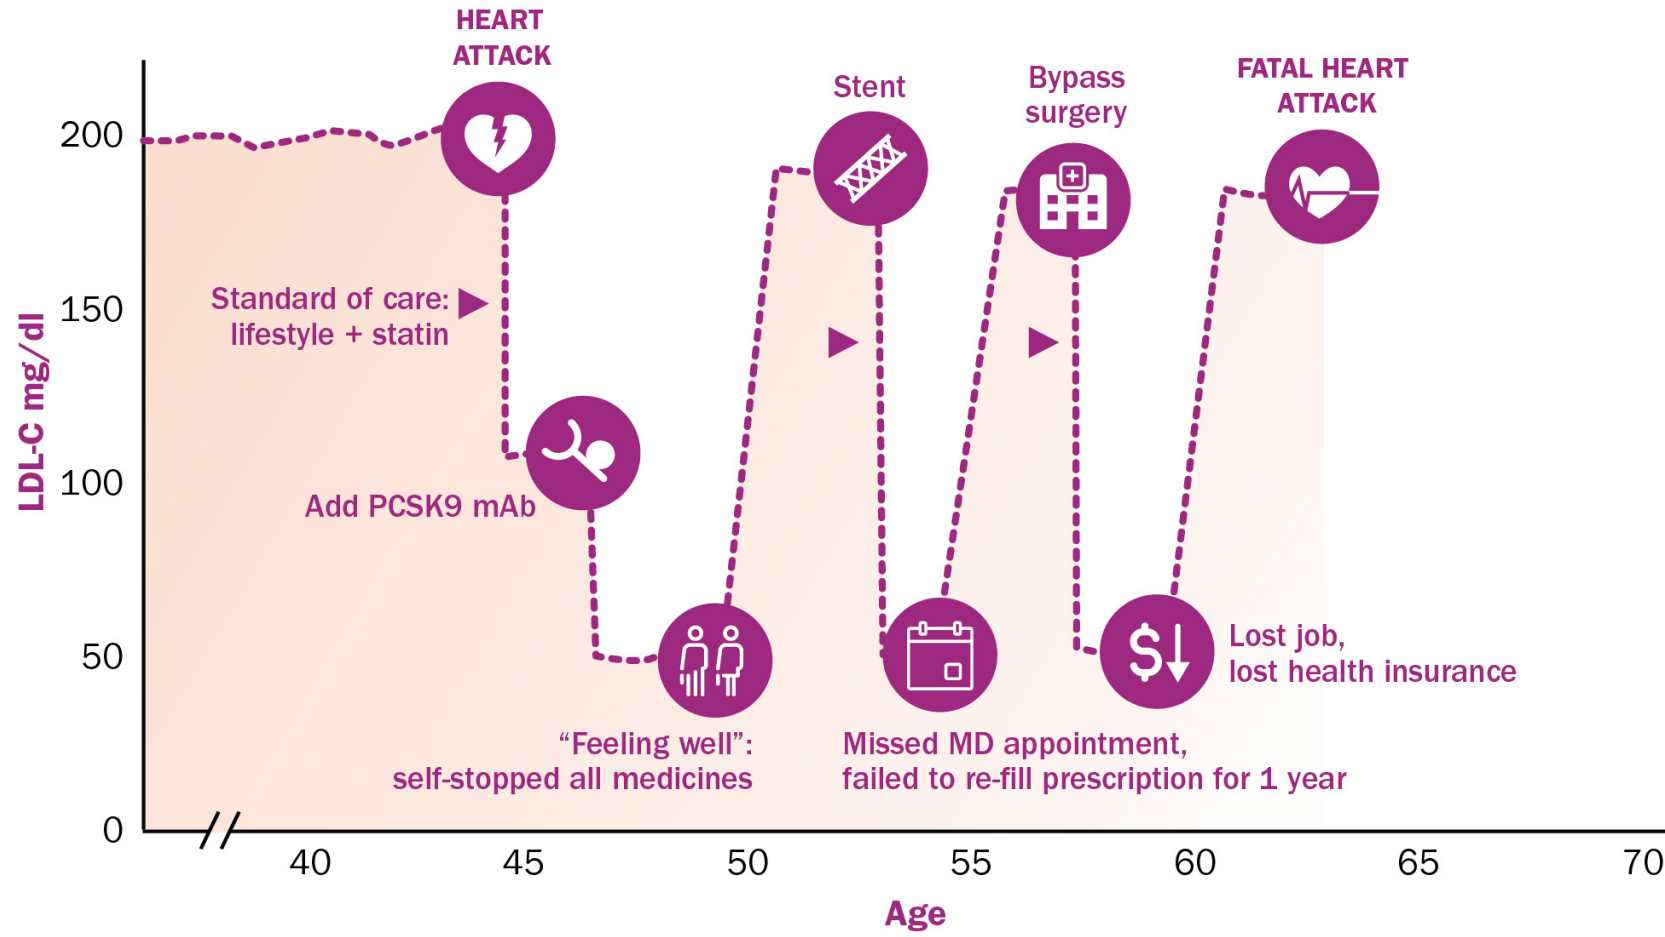 HEART
ATTACK
Stent
Bypass
surgery
FATAL HEART
ATTACK
200
150
100
50
0
LDL-C mg/dl
Standard of care:
lifestyle + statin
Add PCSK9 mAb
$
Lost job,
lost health insurance
“Feeling well”:
self-stopped all medicines
Missed MD appointment,
failed to re-fill prescription for 1 year
40
45
50
55
60
65
70
Age